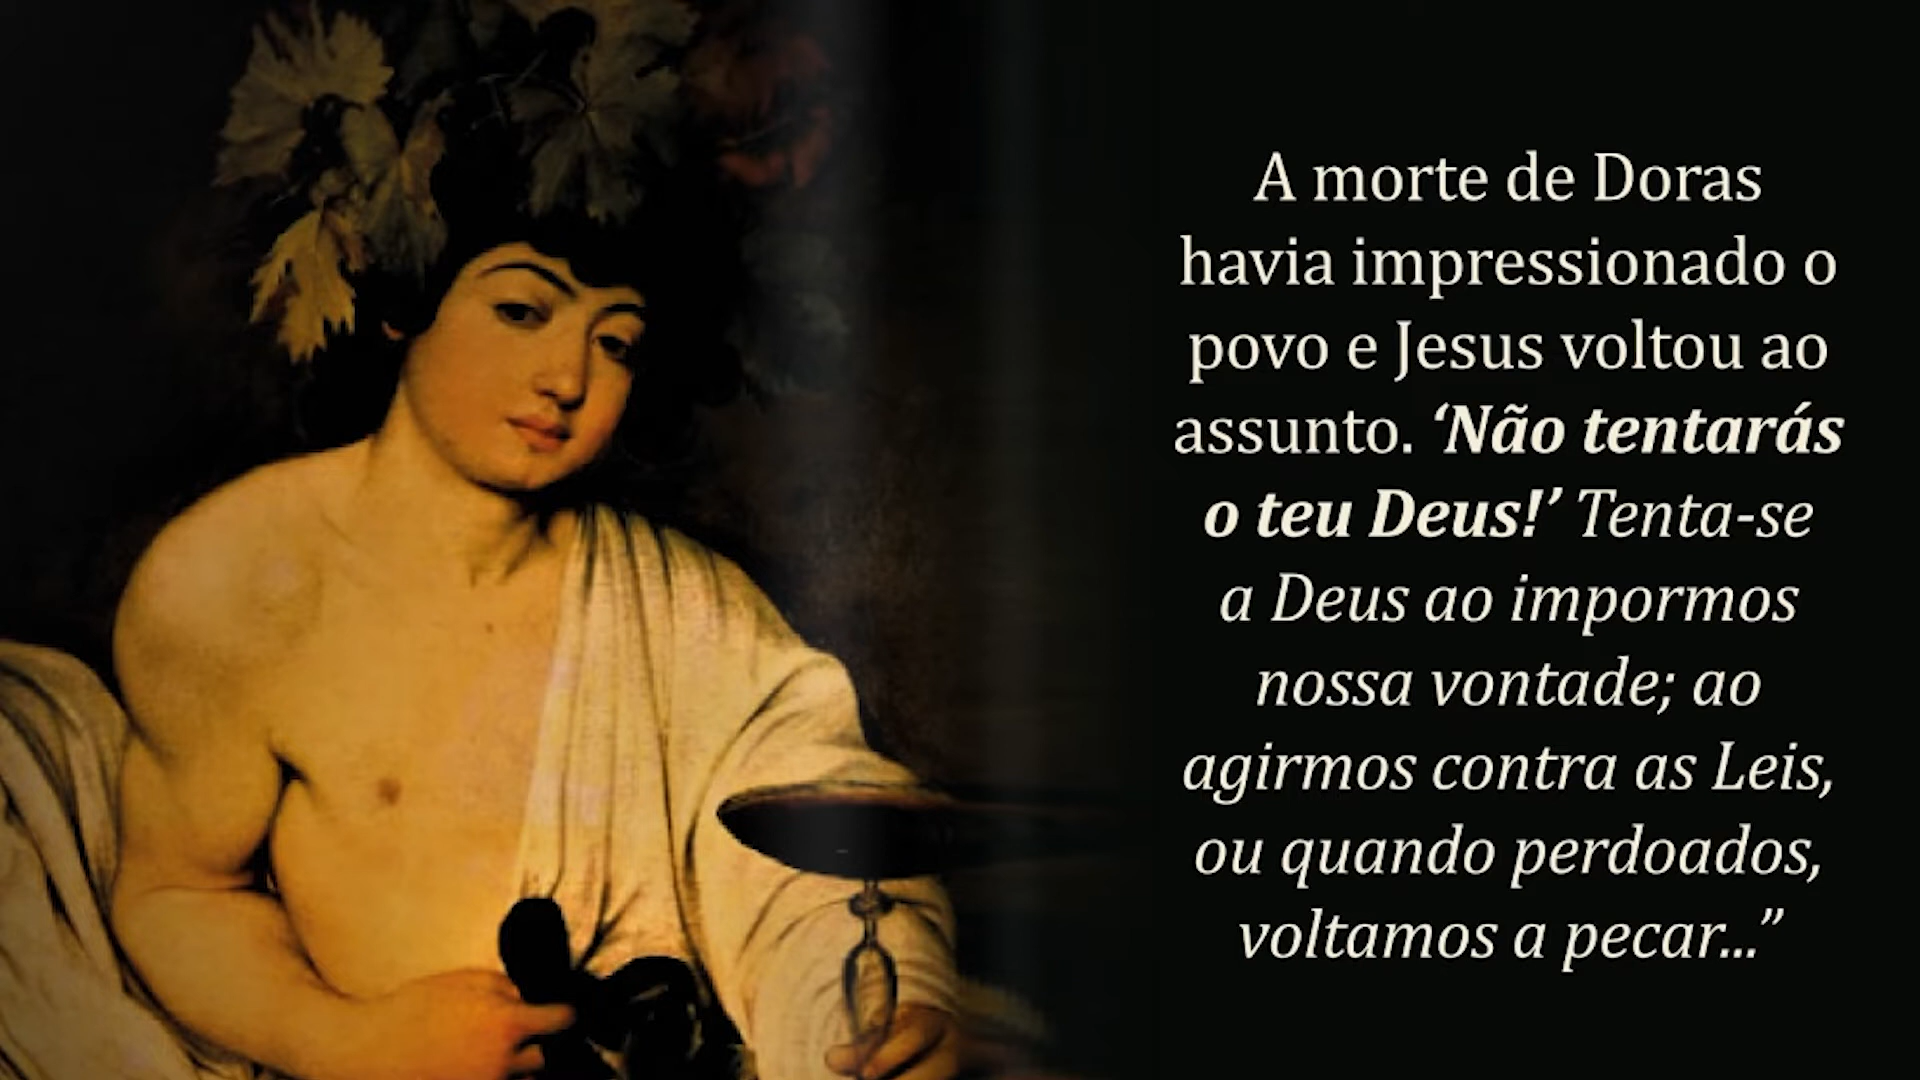 A morte de Doras
havia impressionado o
povo e Jesus voltou ao
assunto. ‘Não tentarás
o teu Deus!’ Tenta-se
a Deus ao impormos
nossa vontade; ao
agirmos contra as Leis,
ou quando perdoados,
voltamos a pecar...”